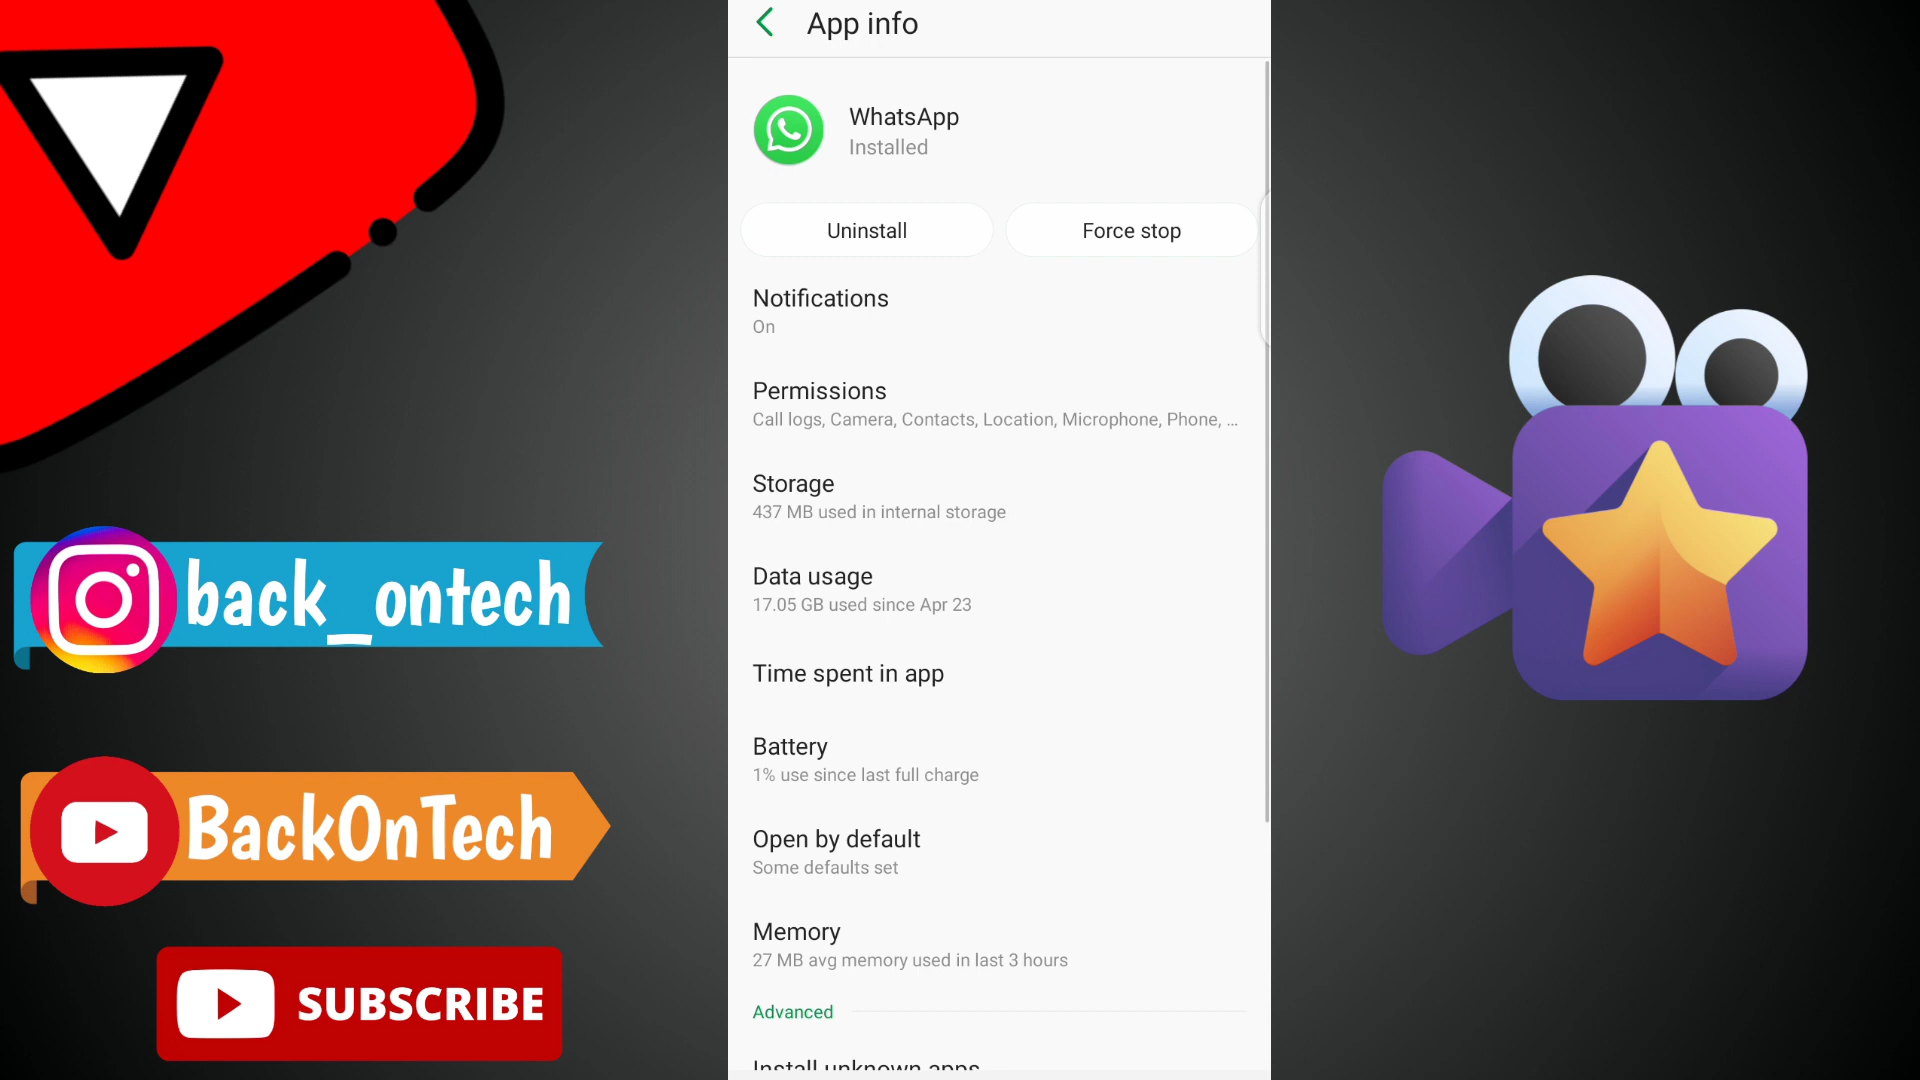 App info
WhatsApp
Installed
Uninstall
Force stop
Notifications
On
Permissions
Call logs, Camera, Contacts, Location, Microphone, Phone, ...
Storage
437 MB used in internal storage
Data usage
17.05 GB used since Apr 23
Time spent in app
Battery
1% use since last full charge
Open by default
Some defaults set
Memory
27 MB avg memory used in last 3 hours
Advanced
Install unknown apps
back_ontech
BackOnTech
SUBSCRIBE